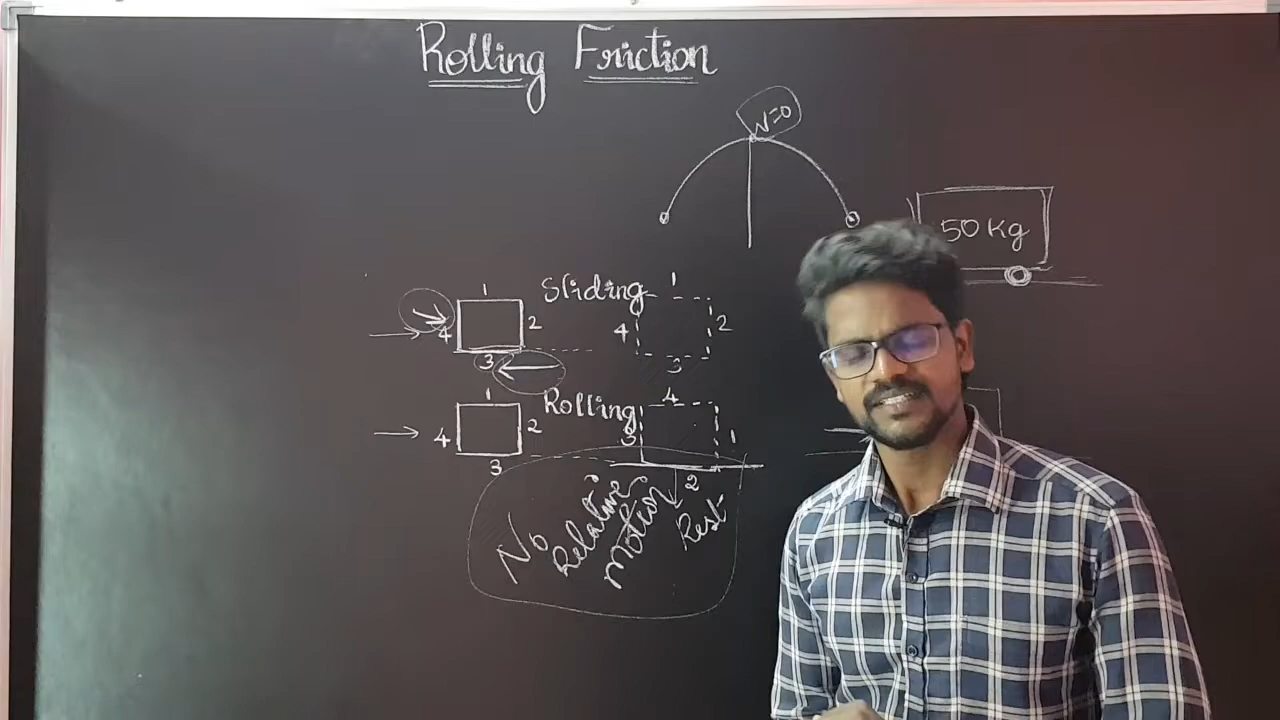 Rolling Friction
V=0
50 Kg
1
Sliding
1
4
2
4
2
3
3
1
Rolling
4
4
2
3
1
3
2
No Relative motion
Rest